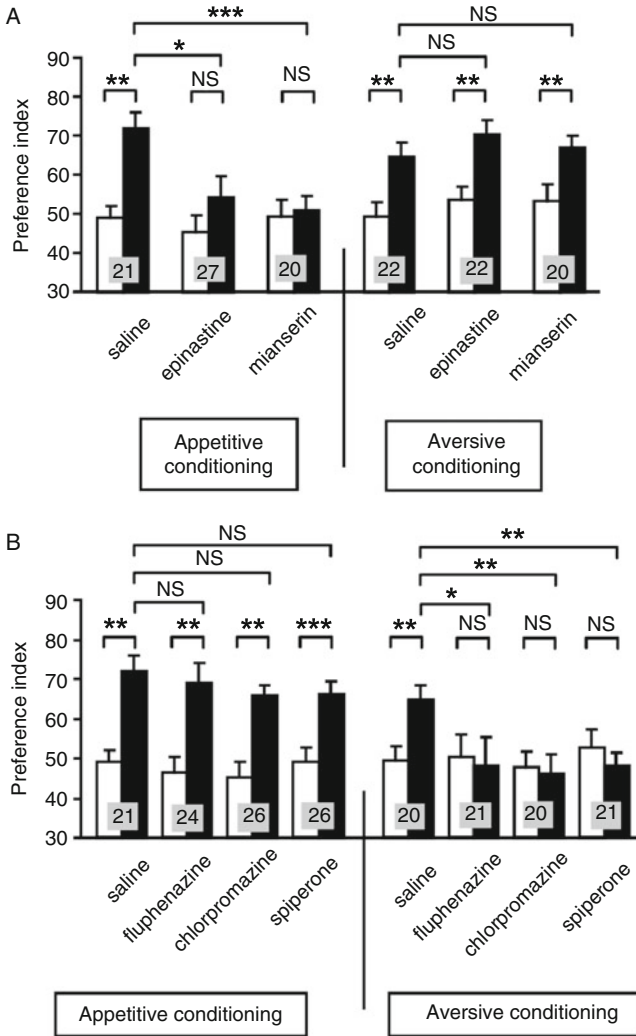 A
*** NS
* NS
** NS NS ** ** **
90
80
70
60
50
40
30
Preference index
21 27 20 22 22 20
saline epinastine mianserin saline epinastine mianserin
Appetitive
conditioning
Aversive
conditioning
B
NS
NS **
NS **
*
** ** ** *** ** NS NS NS
90
80
70
60
50
40
30
Preference index
21 24 26 26 20 21 20 21
saline fluphenazine chlorpromazine spiperone saline fluphenazine chlorpromazine spiperone
Appetitive conditioning
Aversive conditioning